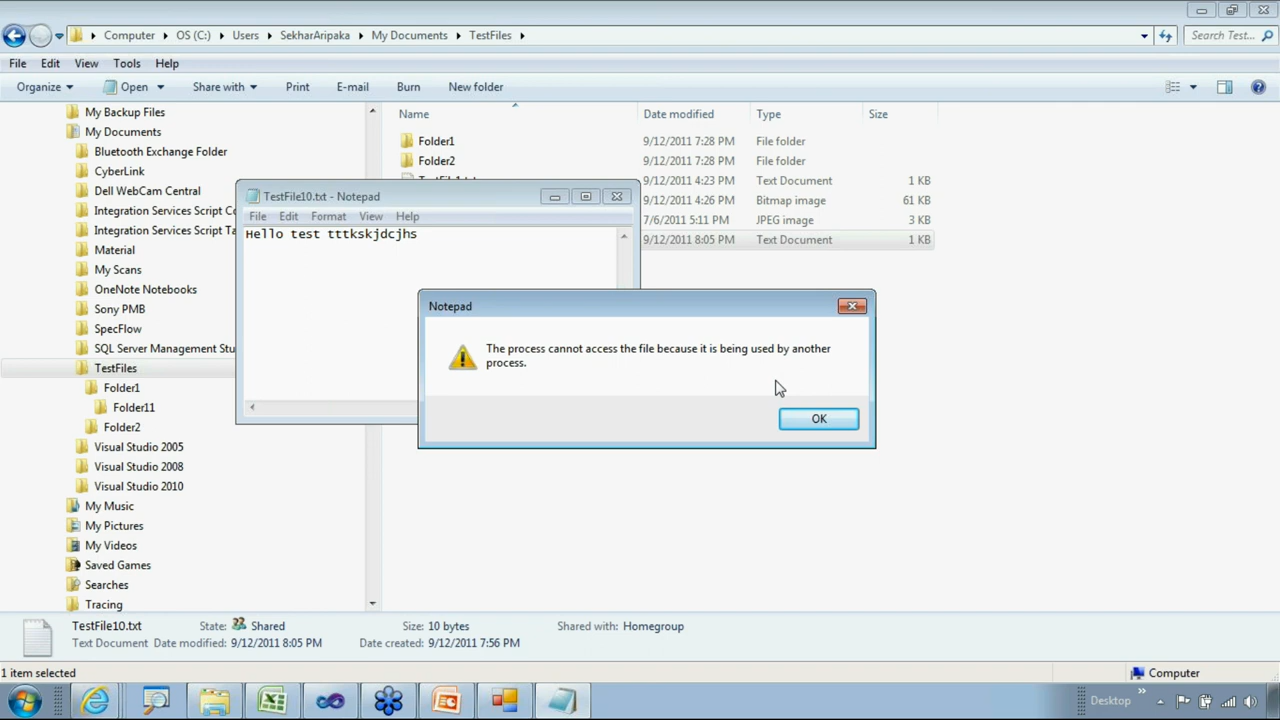 Computer ▸ OS (C:) ▸ Users ▸ SekharAripaka ▸ My Documents ▸ TestFiles ▸
Search Test...
File Edit View Tools Help
Organize Open Share with Print E-mail Burn New folder
My Backup Files
My Documents
Bluetooth Exchange Folder
CyberLink
Dell WebCam Central
Integration Services Script Co
Integration Services Script Ta
Material
My Scans
OneNote Notebooks
Sony PMB
SpecFlow
SQL Server Management Stu
TestFiles
Folder1
Folder11
Folder2
Visual Studio 2005
Visual Studio 2008
Visual Studio 2010
My Music
My Pictures
My Videos
Saved Games
Searches
Tracing
Name Date modified Type Size
Folder1 9/12/2011 7:28 PM File folder
Folder2 9/12/2011 7:28 PM File folder
TestFile1.txt 9/12/2011 4:23 PM Text Document 1 KB
9/12/2011 4:26 PM Bitmap image 61 KB
7/6/2011 5:11 PM JPEG image 3 KB
9/12/2011 8:05 PM Text Document 1 KB
TestFile10.txt - Notepad
File Edit Format View Help
Hello test tttkskjdcjhs
Notepad
The process cannot access the file because it is being used by another
process.
OK
TestFile10.txt State: Shared Size: 10 bytes Shared with: Homegroup
Text Document Date modified: 9/12/2011 8:05 PM Date created: 9/12/2011 7:56 PM
1 item selected
Computer
Desktop